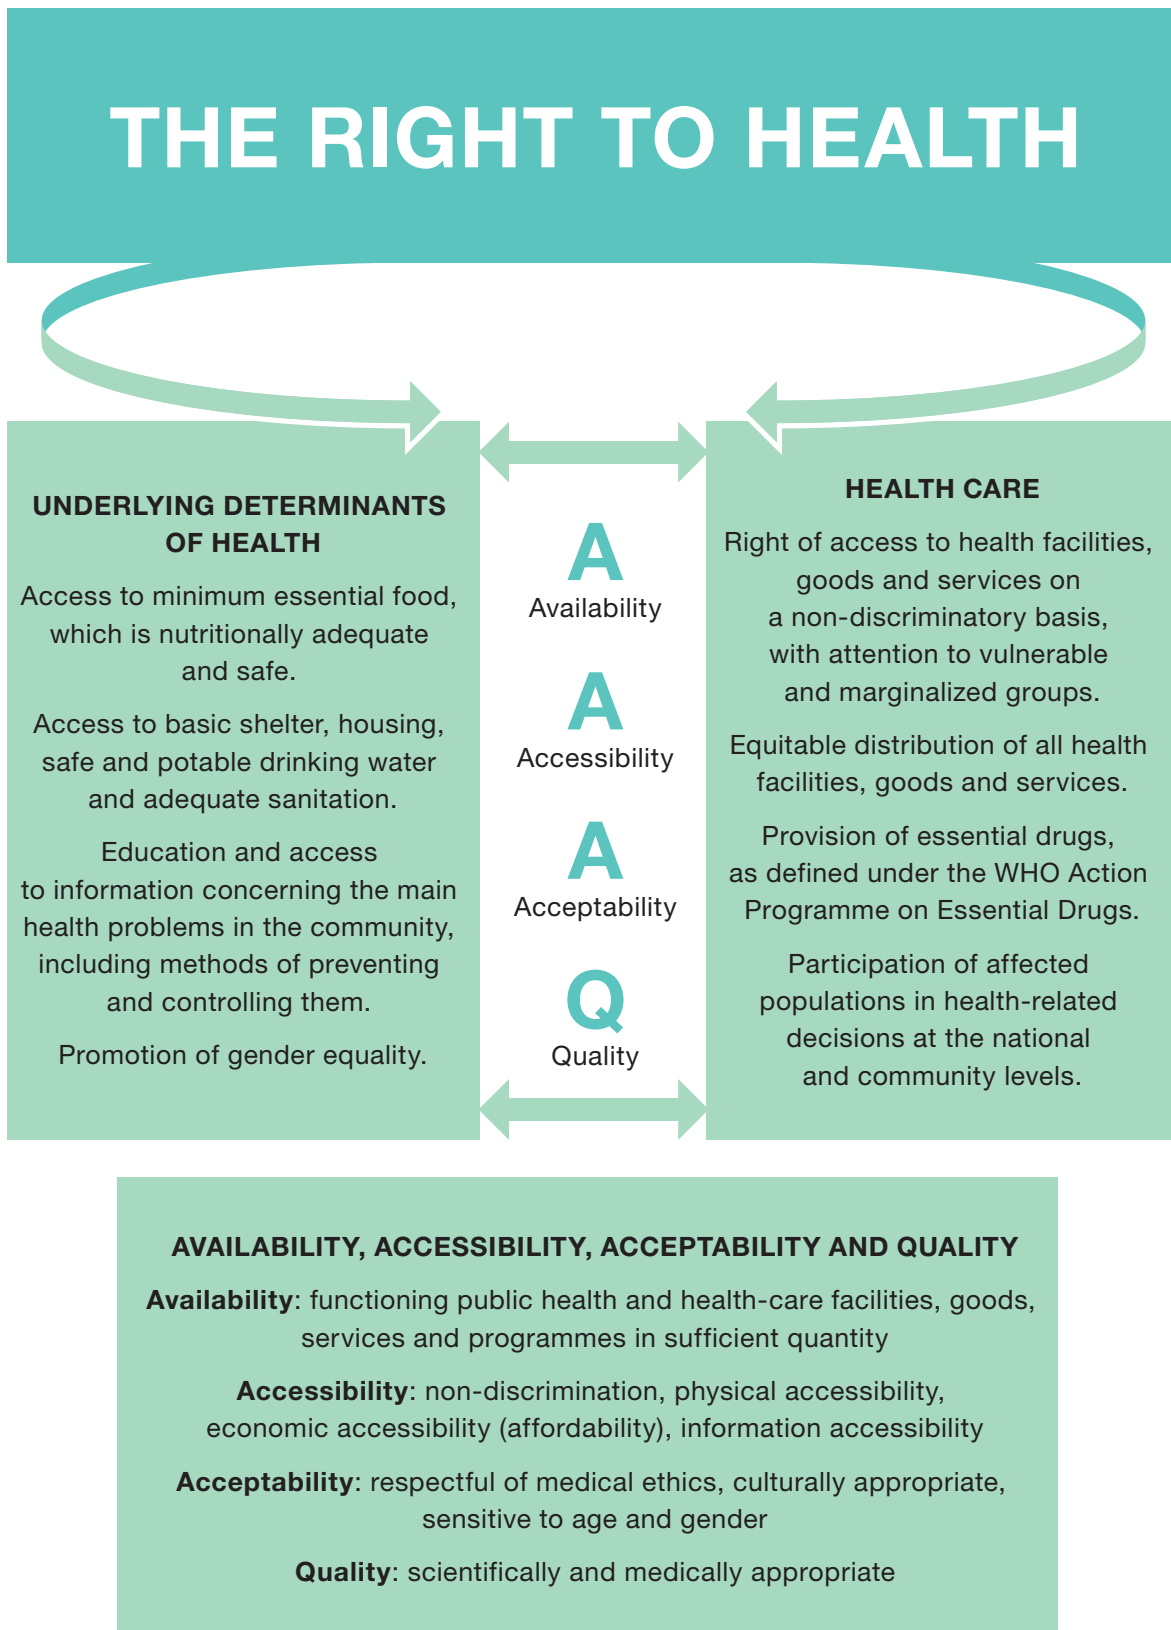 THE RIGHT TO HEALTH
UNDERLYING DETERMINANTS
OF HEALTH
Access to minimum essential food,
which is nutritionally adequate
and safe.
Access to basic shelter, housing,
safe and potable drinking water
and adequate sanitation.
Education and access
to information concerning the main
health problems in the community,
including methods of preventing
and controlling them.
Promotion of gender equality.
A
Availability
A
Accessibility
A
Acceptability
Q
Quality
HEALTH CARE
Right of access to health facilities,
goods and services on
a non-discriminatory basis,
with attention to vulnerable
and marginalized groups.
Equitable distribution of all health
facilities, goods and services.
Provision of essential drugs,
as defined under the WHO Action
Programme on Essential Drugs.
Participation of affected
populations in health-related
decisions at the national
and community levels.
AVAILABILITY, ACCESSIBILITY, ACCEPTABILITY AND QUALITY
Availability: functioning public health and health-care facilities, goods,
services and programmes in sufficient quantity
Accessibility: non-discrimination, physical accessibility,
economic accessibility (affordability), information accessibility
Acceptability: respectful of medical ethics, culturally appropriate,
sensitive to age and gender
Quality: scientifically and medically appropriate